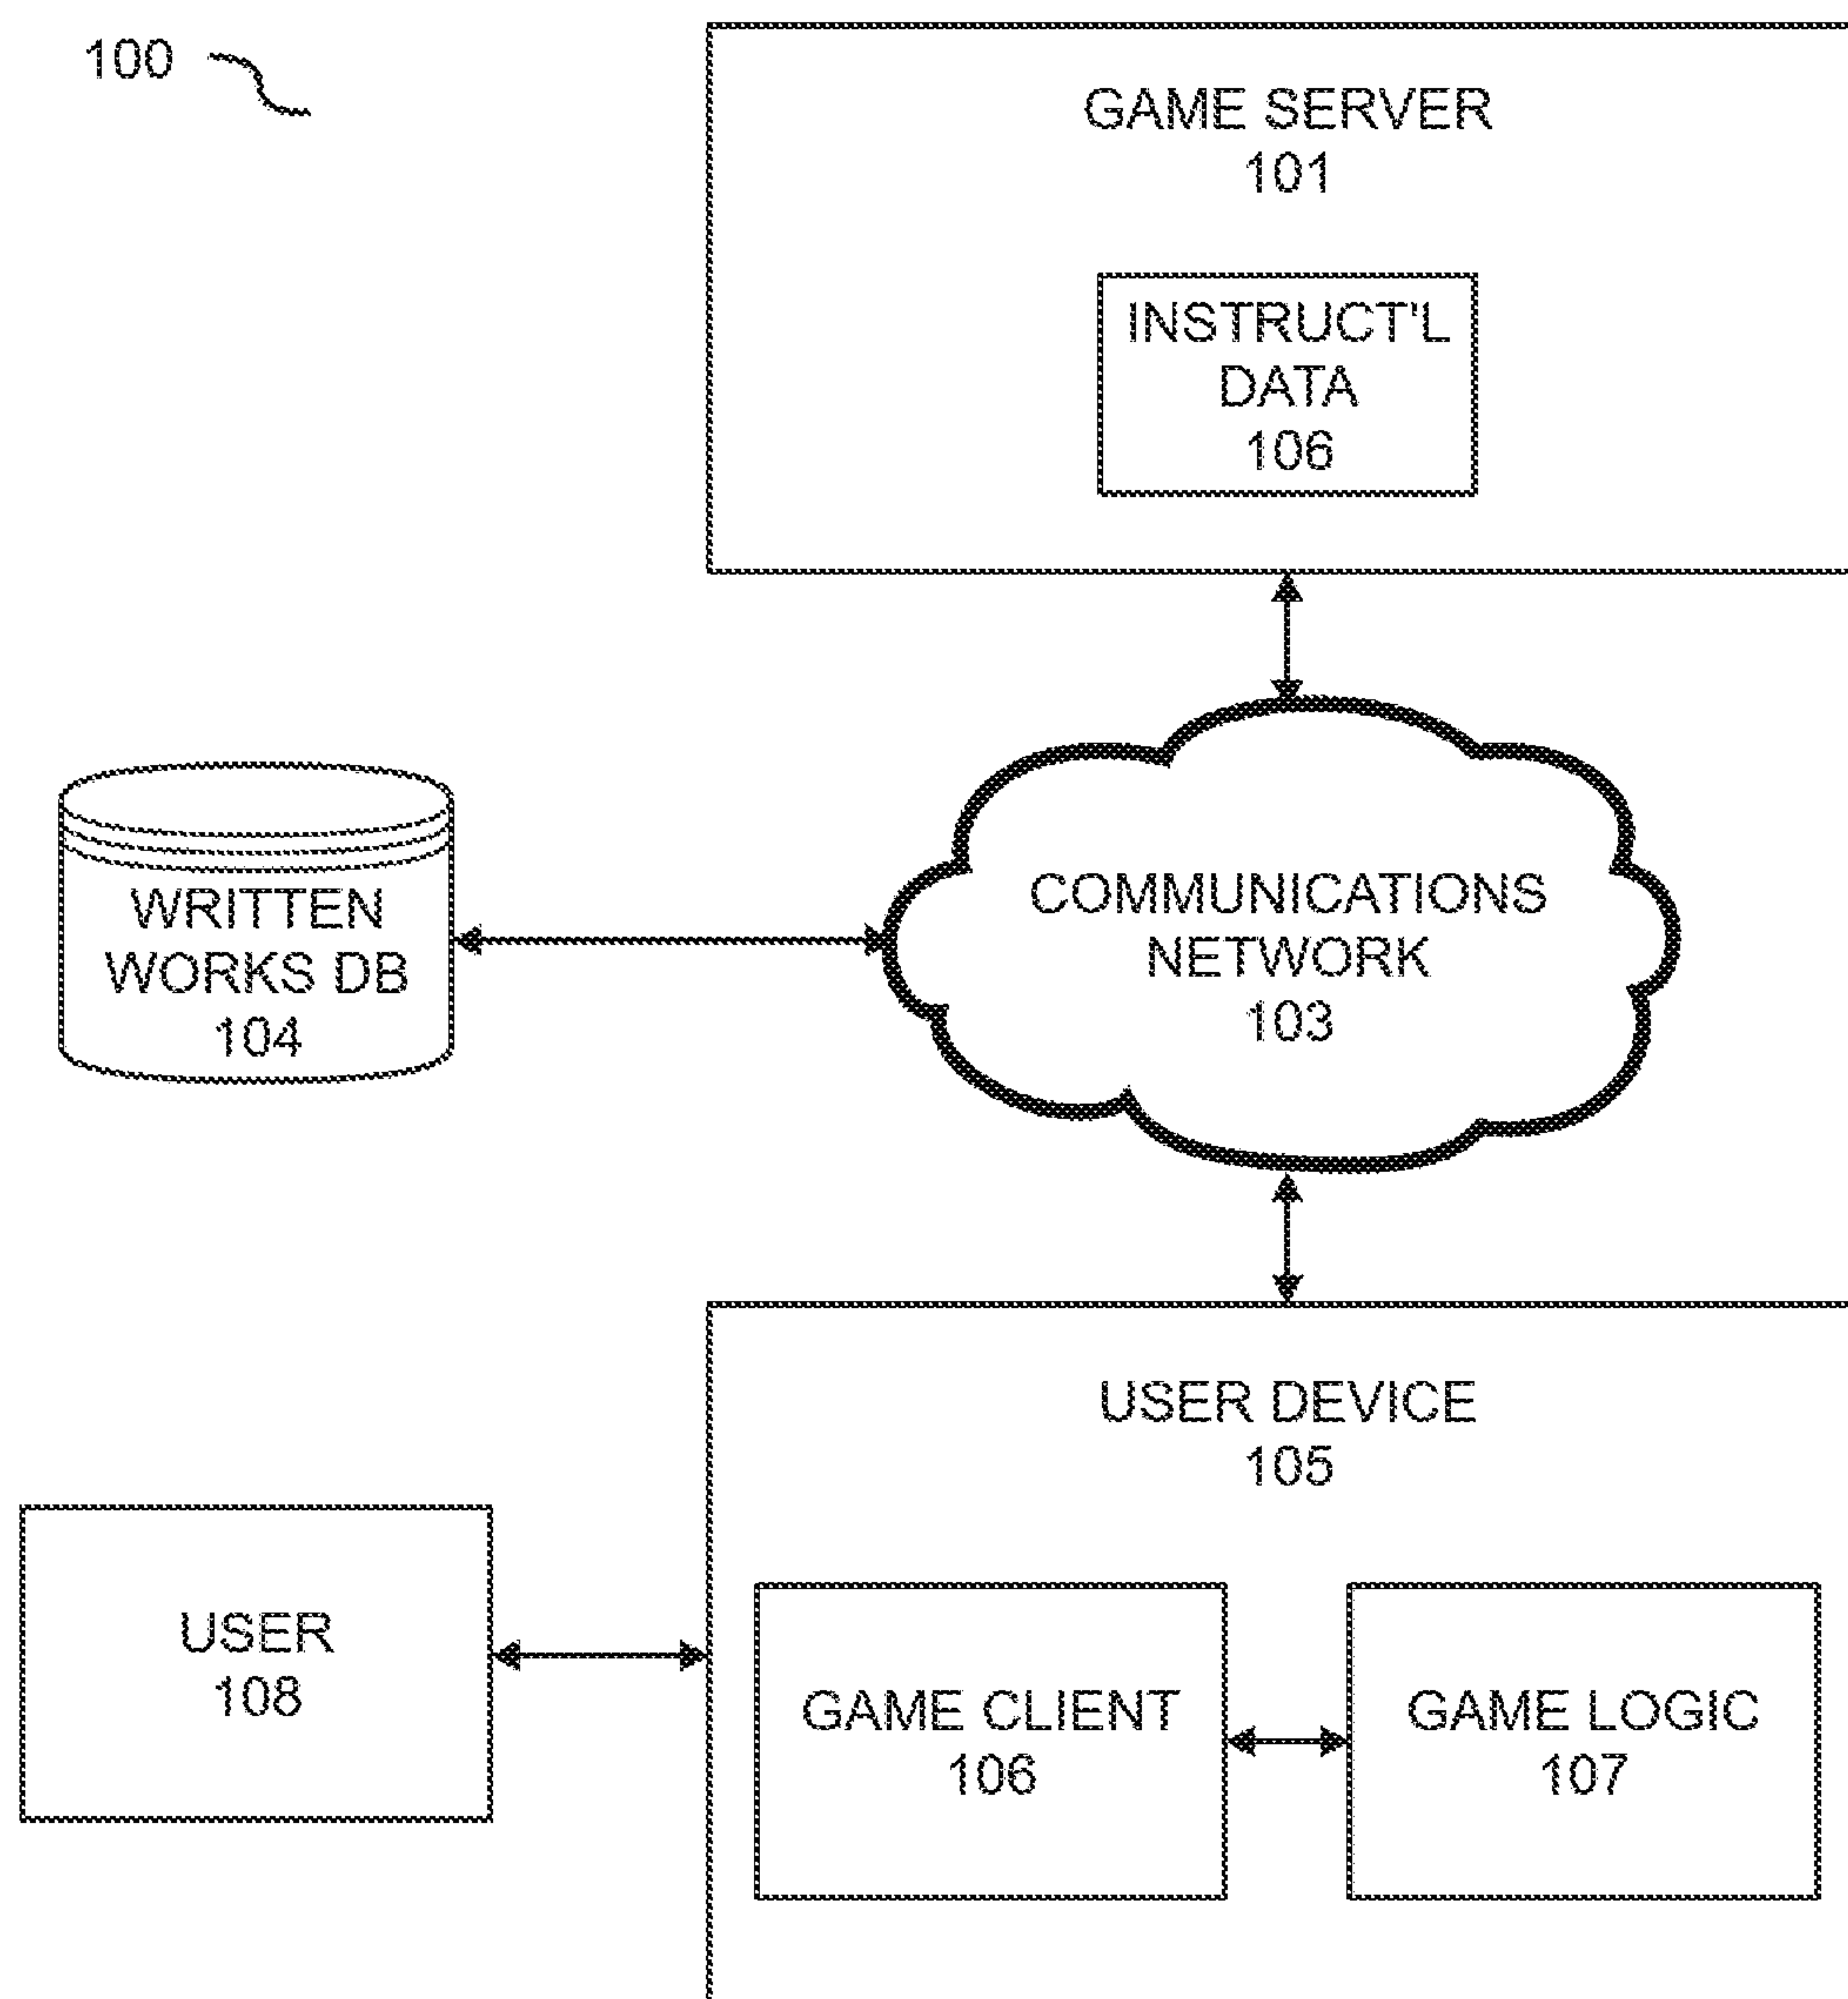 100
GAME SERVER
101
INSTRUCT'L
DATA
106
WRITTEN
WORKS DB
104
COMMUNICATIONS
NETWORK
103
USER DEVICE
105
USER
108
GAME CLIENT
106
GAME LOGIC
107